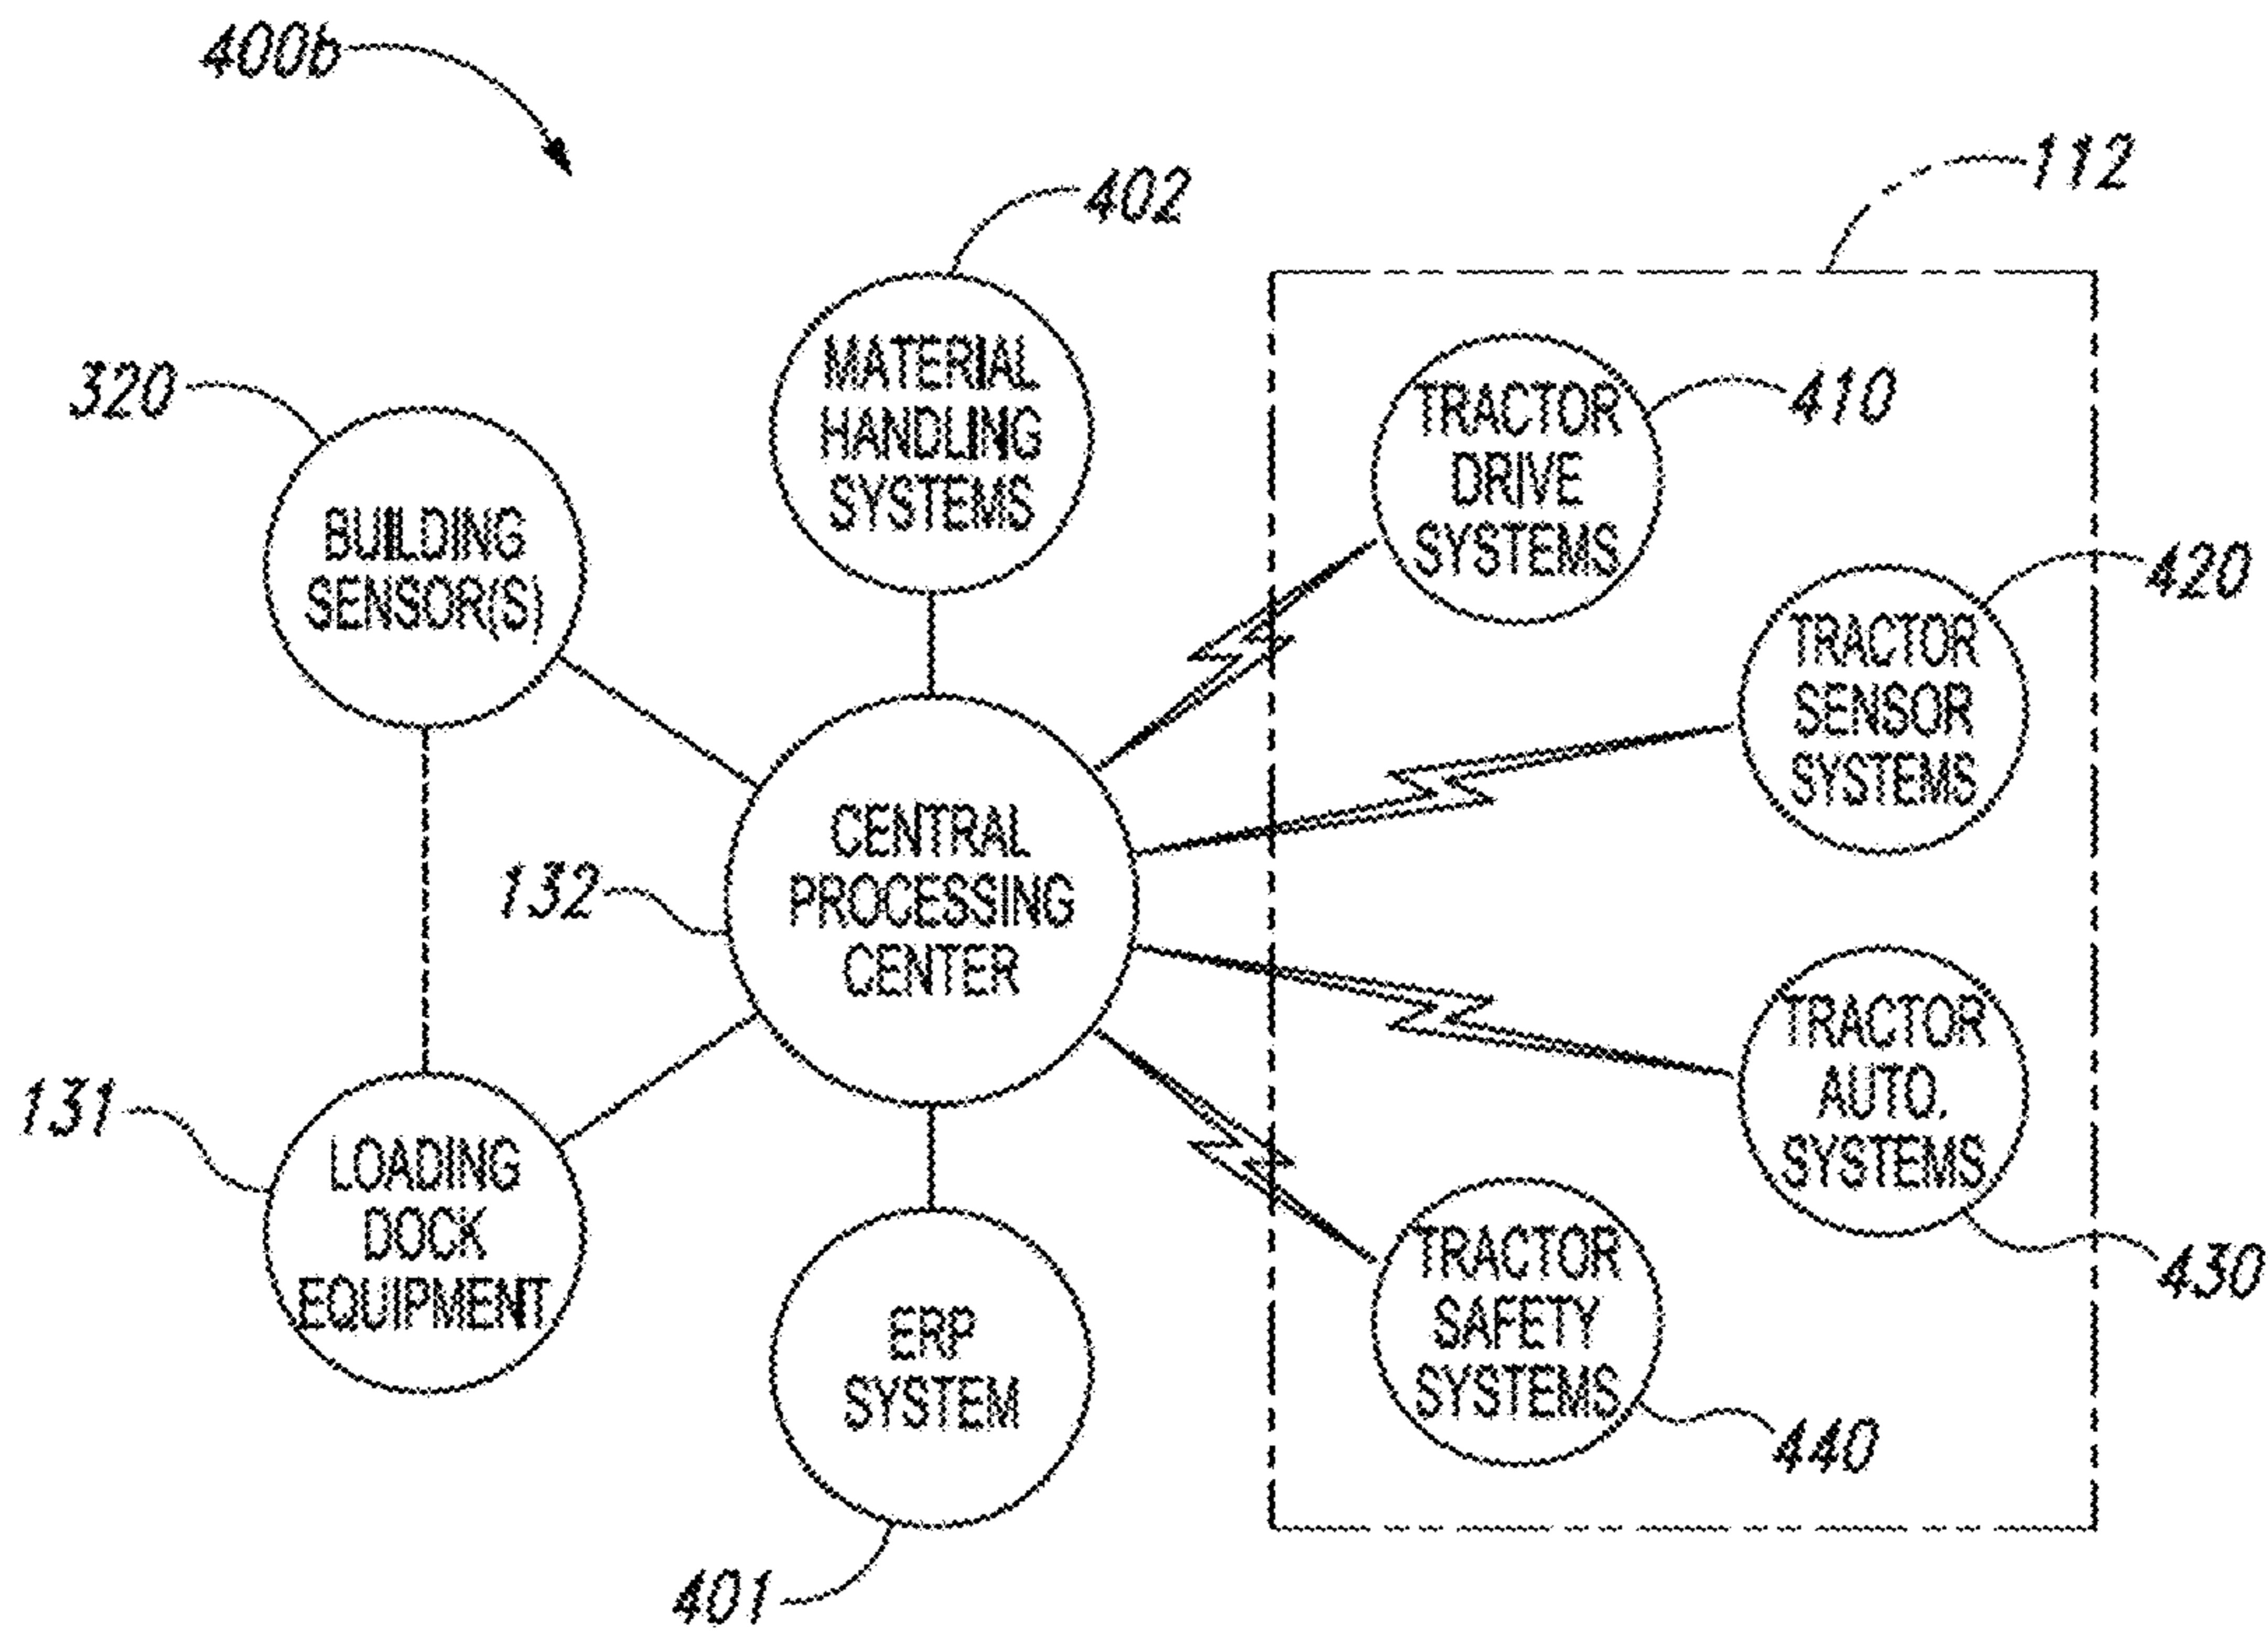 400b
402
112
320
MATERIAL
HANDLING
SYSTEMS
TRACTOR
DRIVE
SYSTEMS
410
BUILDING
SENSOR(S)
420
TRACTOR
SENSOR
SYSTEMS
132
CENTRAL
PROCESSING
CENTER
131
LOADING
DOCK
EQUIPMENT
TRACTOR
AUTO.
SYSTEMS
430
ERP
SYSTEM
TRACTOR
SAFETY
SYSTEMS
440
401